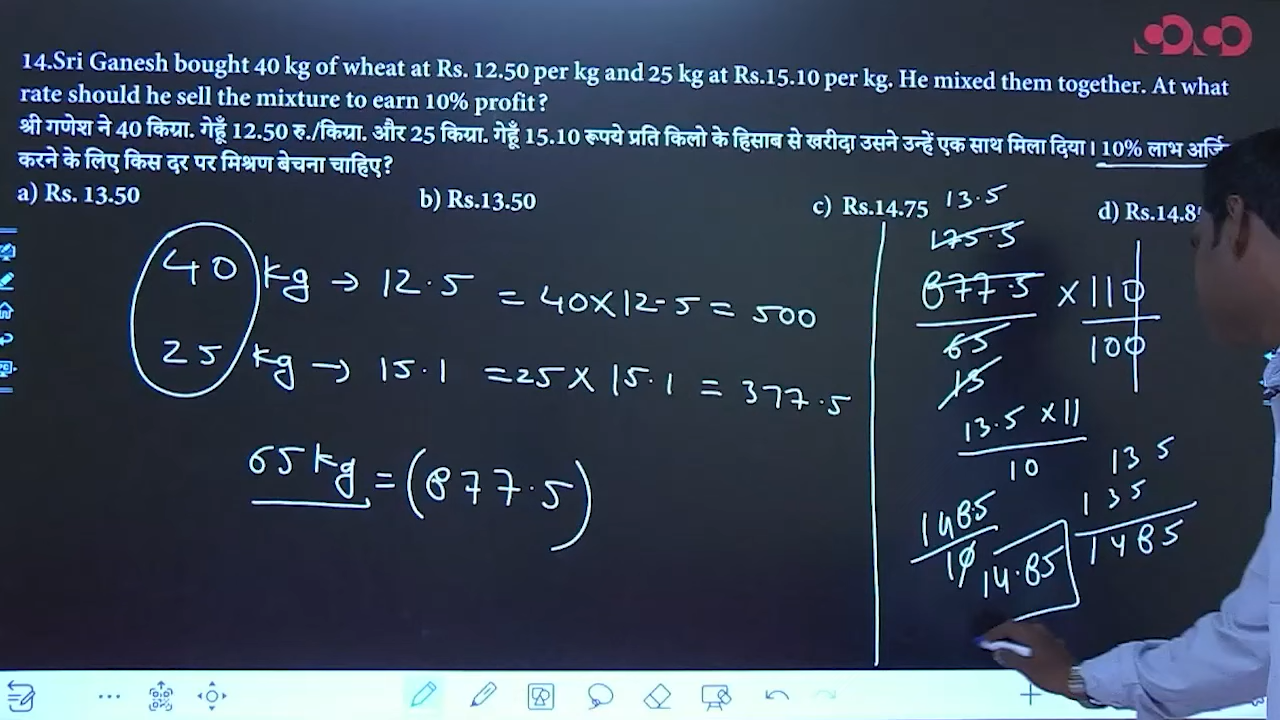 14.Sri Ganesh bought 40 kg of wheat at Rs. 12.50 per kg and 25 kg at Rs.15.10 per kg. He mixed them together. At what
rate should he sell the mixture to earn 10% profit?
श्री गणेश ने 40 किग्रा. गेहूँ 12.50 रु./किग्रा. और 25 किग्रा. गेहूँ 15.10 रूपये प्रति किलो के हिसाब से खरीदा उसने उन्हें एक साथ मिला दिया। 10% लाभ
करने के लिए किस दर पर मिश्रण बेचना चाहिए?
a) Rs. 13.50 b) Rs.13.50 c) Rs.14.75 d) Rs.14.8
40 kg → 12.5 = 40×12.5 = 500
25 kg → 15.1 =25 × 15.1 = 377.5
65 kg = (877.5)
13.5
175.5
877.5 × 110
65 100
13
13.5 × 11
10
135
135
1485
148.5
10
14.85